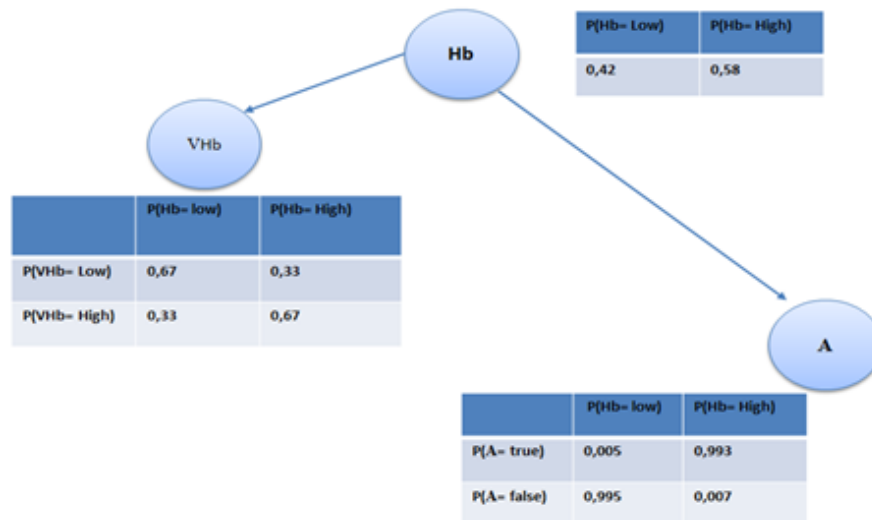 Hb
P(Hb= Low) P(Hb= High)
0,42 0,58
VHb
P(Hb= low) P(Hb= High)
P(VHb= Low) 0,67 0,33
P(VHb= High) 0,33 0,67
A
P(Hb= low) P(Hb= High)
P(A= true) 0,005 0,993
P(A= false) 0,995 0,007